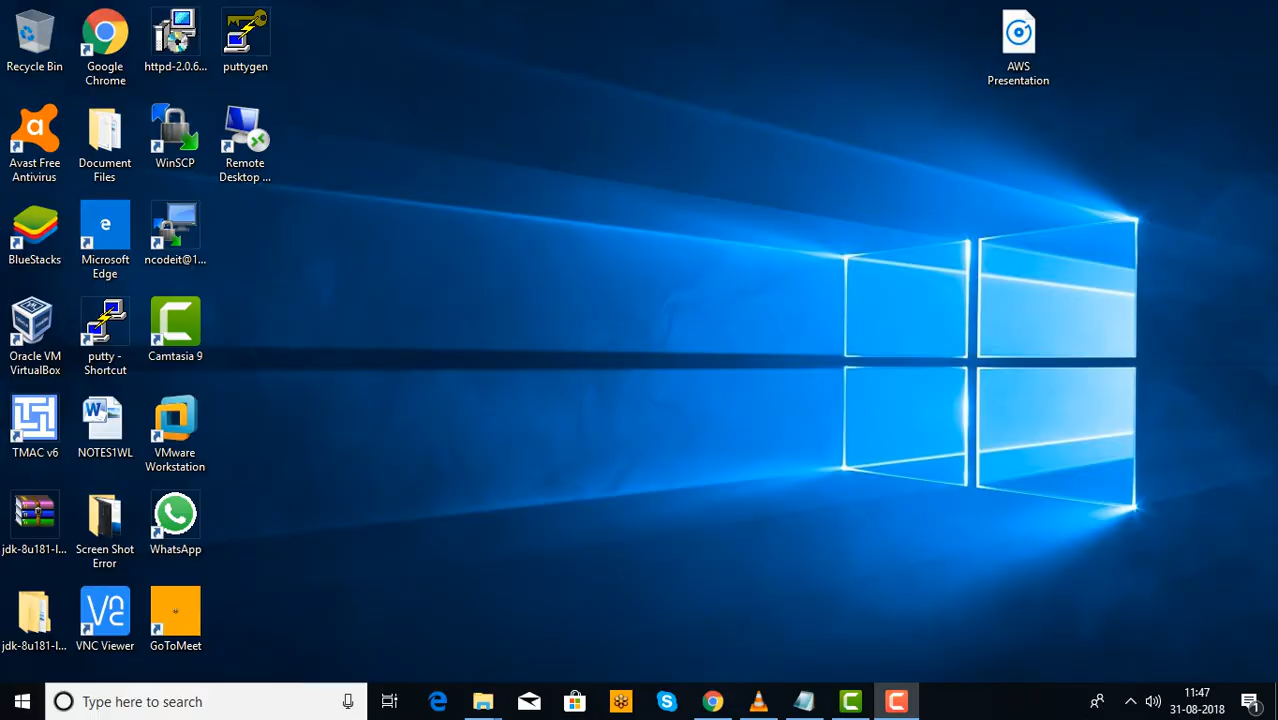 Recycle Bin
Google
Chrome
httpd-2.0.6...
puttygen
AWS
Presentation
Avast Free
Antivirus
Document
Files
WinSCP
Remote
Desktop ...
BlueStacks
Microsoft
Edge
ncodeit@1...
Oracle VM
VirtualBox
putty -
Shortcut
Camtasia 9
TMAC v6
NOTES1WL
VMware
Workstation
jdk-8u181-l...
Screen Shot
Error
WhatsApp
jdk-8u181-l...
VNC Viewer
GoToMeet
Type here to search
11:47
31-08-2018
1